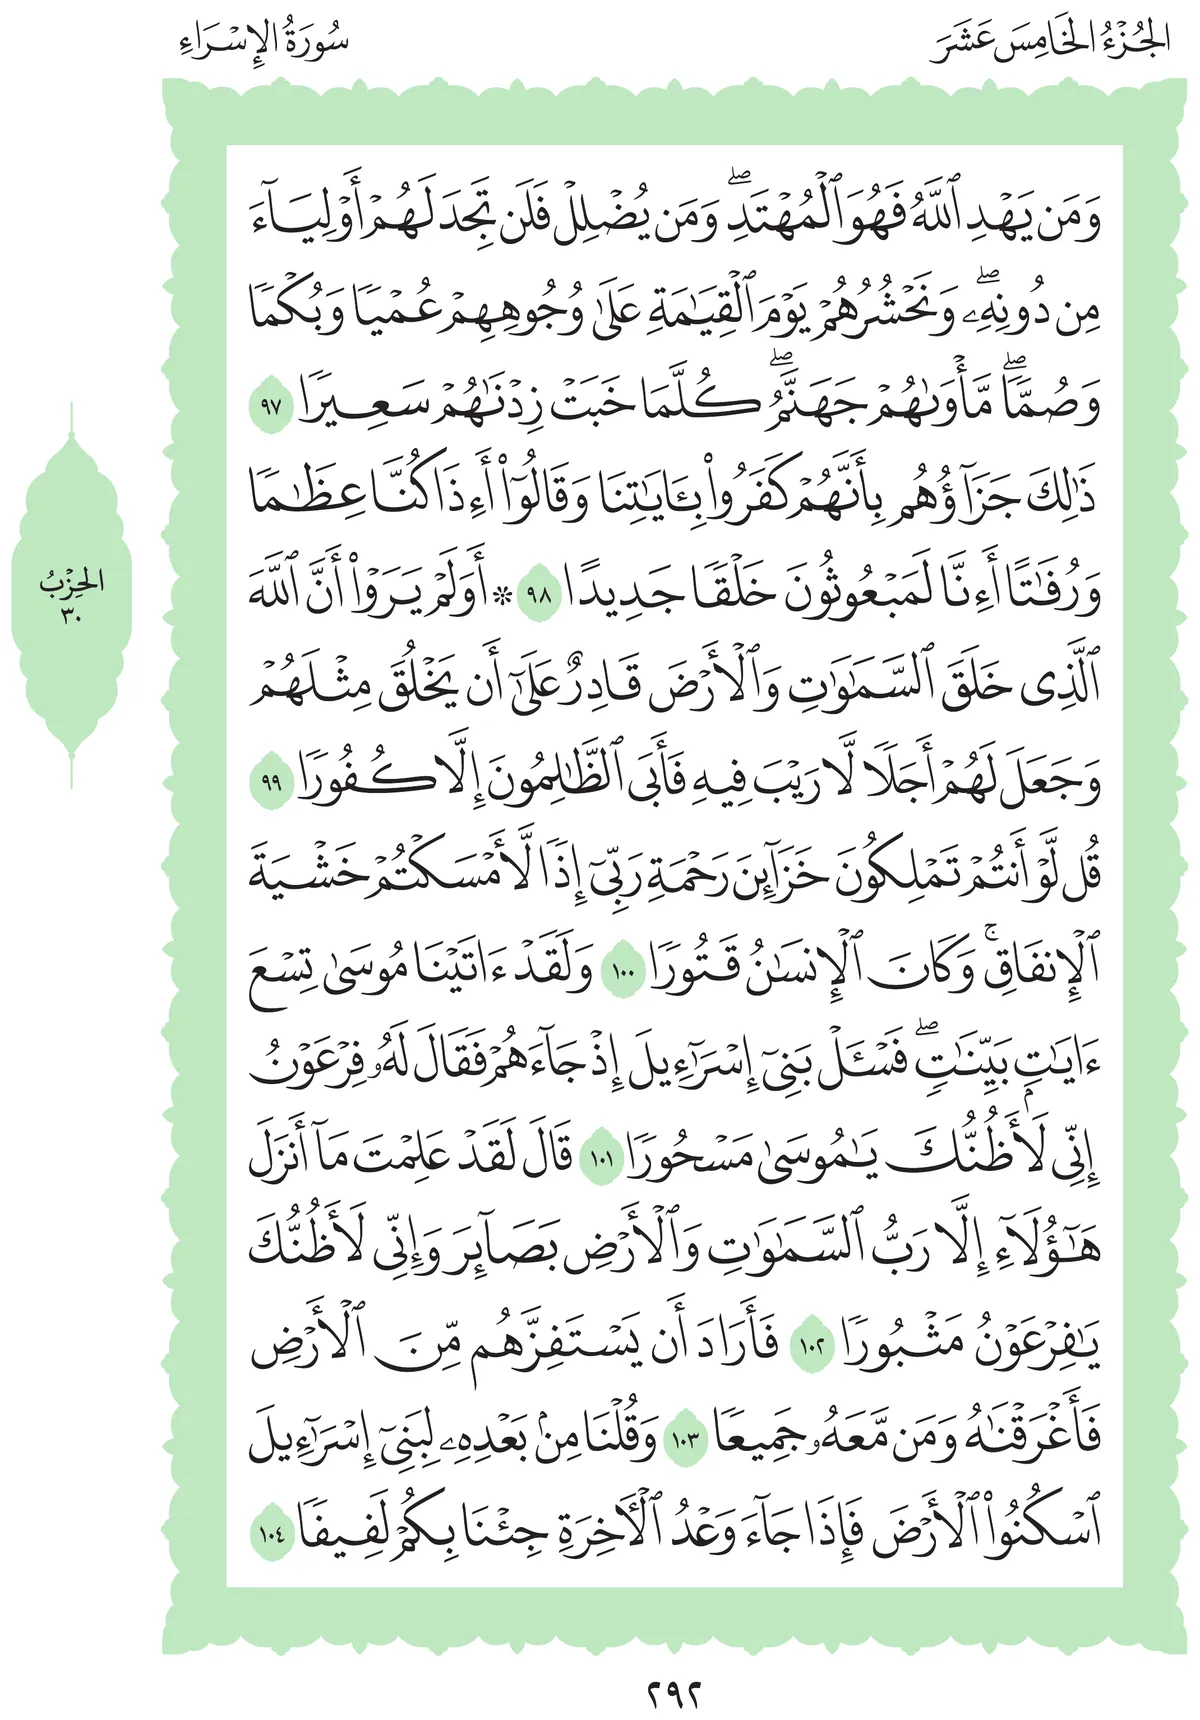 الجُزْءُ الخَامِسَ عَشَرَ
سُورَةُ الإِسْرَاءِ
وَمَن يَهْدِ ٱللَّهُ فَهُوَ ٱلْمُهْتَدِۖ وَمَن يُضْلِلْ فَلَن تَجِدَ لَهُمْ أَوْلِيَآءَ
مِن دُونِهِۦۖ وَنَحْشُرُهُمْ يَوْمَ ٱلْقِيَٰمَةِ عَلَىٰ وُجُوهِهِمْ عُمْيًا وَبُكْمًا
وَصُمًّاۖ مَّأْوَىٰهُمْ جَهَنَّمُۖ كُلَّمَا خَبَتْ زِدْنَٰهُمْ سَعِيرًا ٩٧
ذَٰلِكَ جَزَآؤُهُم بِأَنَّهُمْ كَفَرُوا۟ بِـَٔايَٰتِنَا وَقَالُوٓا۟ أَءِذَا كُنَّا عِظَٰمًا
وَرُفَٰتًا أَءِنَّا لَمَبْعُوثُونَ خَلْقًا جَدِيدًا ٩٨ ۞ أَوَلَمْ يَرَوْا۟ أَنَّ ٱللَّهَ
ٱلَّذِى خَلَقَ ٱلسَّمَٰوَٰتِ وَٱلْأَرْضَ قَادِرٌ عَلَىٰٓ أَن يَخْلُقَ مِثْلَهُمْ
وَجَعَلَ لَهُمْ أَجَلًا لَّا رَيْبَ فِيهِ فَأَبَى ٱلظَّٰلِمُونَ إِلَّا كُفُورًا ٩٩
قُل لَّوْ أَنتُمْ تَمْلِكُونَ خَزَآئِنَ رَحْمَةِ رَبِّىٓ إِذًا لَّأَمْسَكْتُمْ خَشْيَةَ
ٱلْإِنفَاقِۚ وَكَانَ ٱلْإِنسَٰنُ قَتُورًا ١٠٠ وَلَقَدْ ءَاتَيْنَا مُوسَىٰ تِسْعَ
ءَايَٰتٍۭ بَيِّنَٰتٍۖ فَسْـَٔلْ بَنِىٓ إِسْرَٰٓءِيلَ إِذْ جَآءَهُمْ فَقَالَ لَهُۥ فِرْعَوْنُ
إِنِّى لَأَظُنُّكَ يَٰمُوسَىٰ مَسْحُورًا ١٠١ قَالَ لَقَدْ عَلِمْتَ مَآ أَنزَلَ
هَٰٓؤُلَآءِ إِلَّا رَبُّ ٱلسَّمَٰوَٰتِ وَٱلْأَرْضِ بَصَآئِرَ وَإِنِّى لَأَظُنُّكَ
يَٰفِرْعَوْنُ مَثْبُورًا ١٠٢ فَأَرَادَ أَن يَسْتَفِزَّهُم مِّنَ ٱلْأَرْضِ
فَأَغْرَقْنَٰهُ وَمَن مَّعَهُۥ جَمِيعًا ١٠٣ وَقُلْنَا مِنۢ بَعْدِهِۦ لِبَنِىٓ إِسْرَٰٓءِيلَ
ٱسْكُنُوا۟ ٱلْأَرْضَ فَإِذَا جَآءَ وَعْدُ ٱلْـَٔاخِرَةِ جِئْنَا بِكُمْ لَفِيفًا ١٠٤
الحِزْبُ
٣٠
٢٩٢